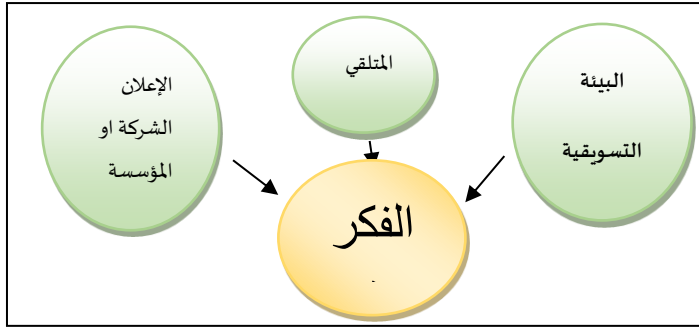 البيئة
التسويقية
المتلقي
الإعلان
الشركة او
المؤسسة
الفكر